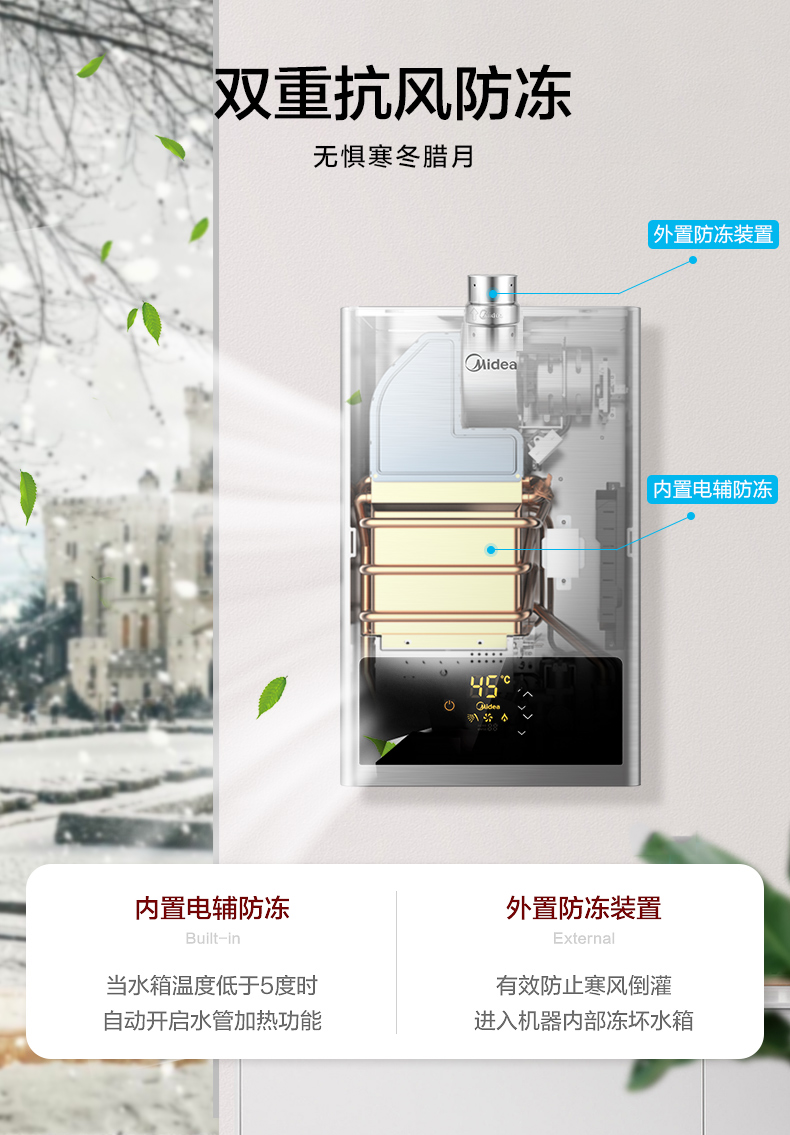 双重抗风防冻
无惧寒冬腊月
外置防冻装置
Midea
内置电辅防冻
45°C
Midea
内置电辅防冻
Built-in
当水箱温度低于5度时
自动开启水管加热功能
外置防冻装置
External
有效防止寒风倒灌
进入机器内部冻坏水箱